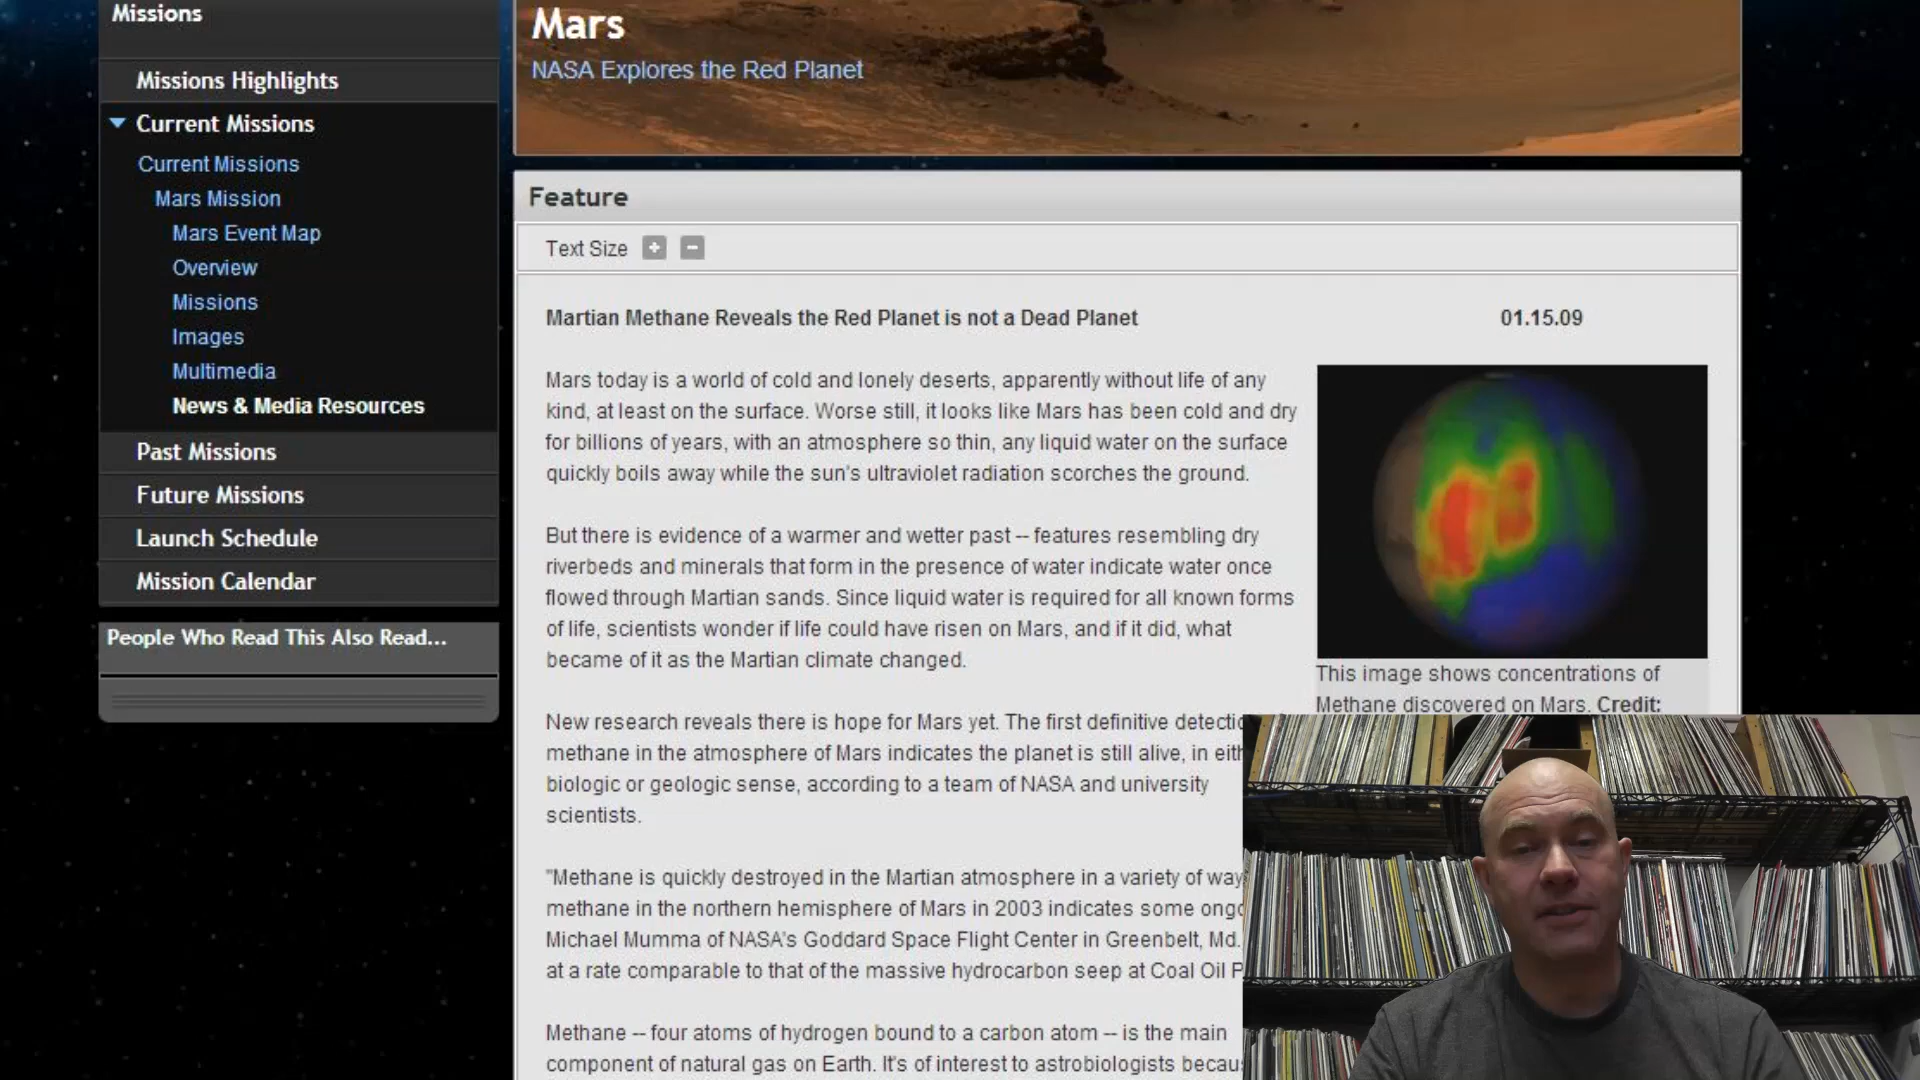 Missions
Missions Highlights
Current Missions
Current Missions
Mars Mission
Mars Event Map
Overview
Missions
Images
Multimedia
News & Media Resources
Past Missions
Future Missions
Launch Schedule
Mission Calendar
People Who Read This Also Read...
Mars
NASA Explores the Red Planet
Feature
Text Size + -
Martian Methane Reveals the Red Planet is not a Dead Planet
01.15.09
Mars today is a world of cold and lonely deserts, apparently without life of any
kind, at least on the surface. Worse still, it looks like Mars has been cold and dry
for billions of years, with an atmosphere so thin, any liquid water on the surface
quickly boils away while the sun's ultraviolet radiation scorches the ground.
But there is evidence of a warmer and wetter past -- features resembling dry
riverbeds and minerals that form in the presence of water indicate water once
flowed through Martian sands. Since liquid water is required for all known forms
of life, scientists wonder if life could have risen on Mars, and if it did, what
became of it as the Martian climate changed.
New research reveals there is hope for Mars yet. The first definitive
methane in the atmosphere of Mars indicates the planet is still alive, in
biologic or geologic sense, according to a team of NASA and university
scientists.
"Methane is quickly destroyed in the Martian atmosphere in a variety of
methane in the northern hemisphere of Mars in 2003 indicates some
Michael Mumma of NASA's Goddard Space Flight Center in Greenbelt, Md.
at a rate comparable to that of the massive hydrocarbon seep at Coal Oil
Methane -- four atoms of hydrogen bound to a carbon atom -- is the main
component of natural gas on Earth. It's of interest to astrobiologists
This image shows concentrations of
Methane discovered on Mars. Credit: